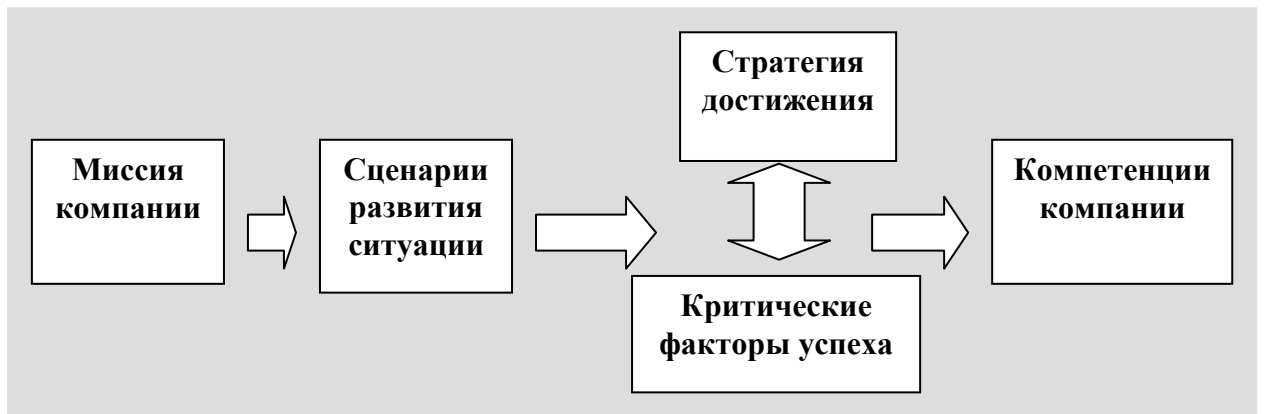 Миссия
компании
Сценарии
развития
ситуации
Стратегия
достижения
Критические
факторы успеха
Компетенции
компании